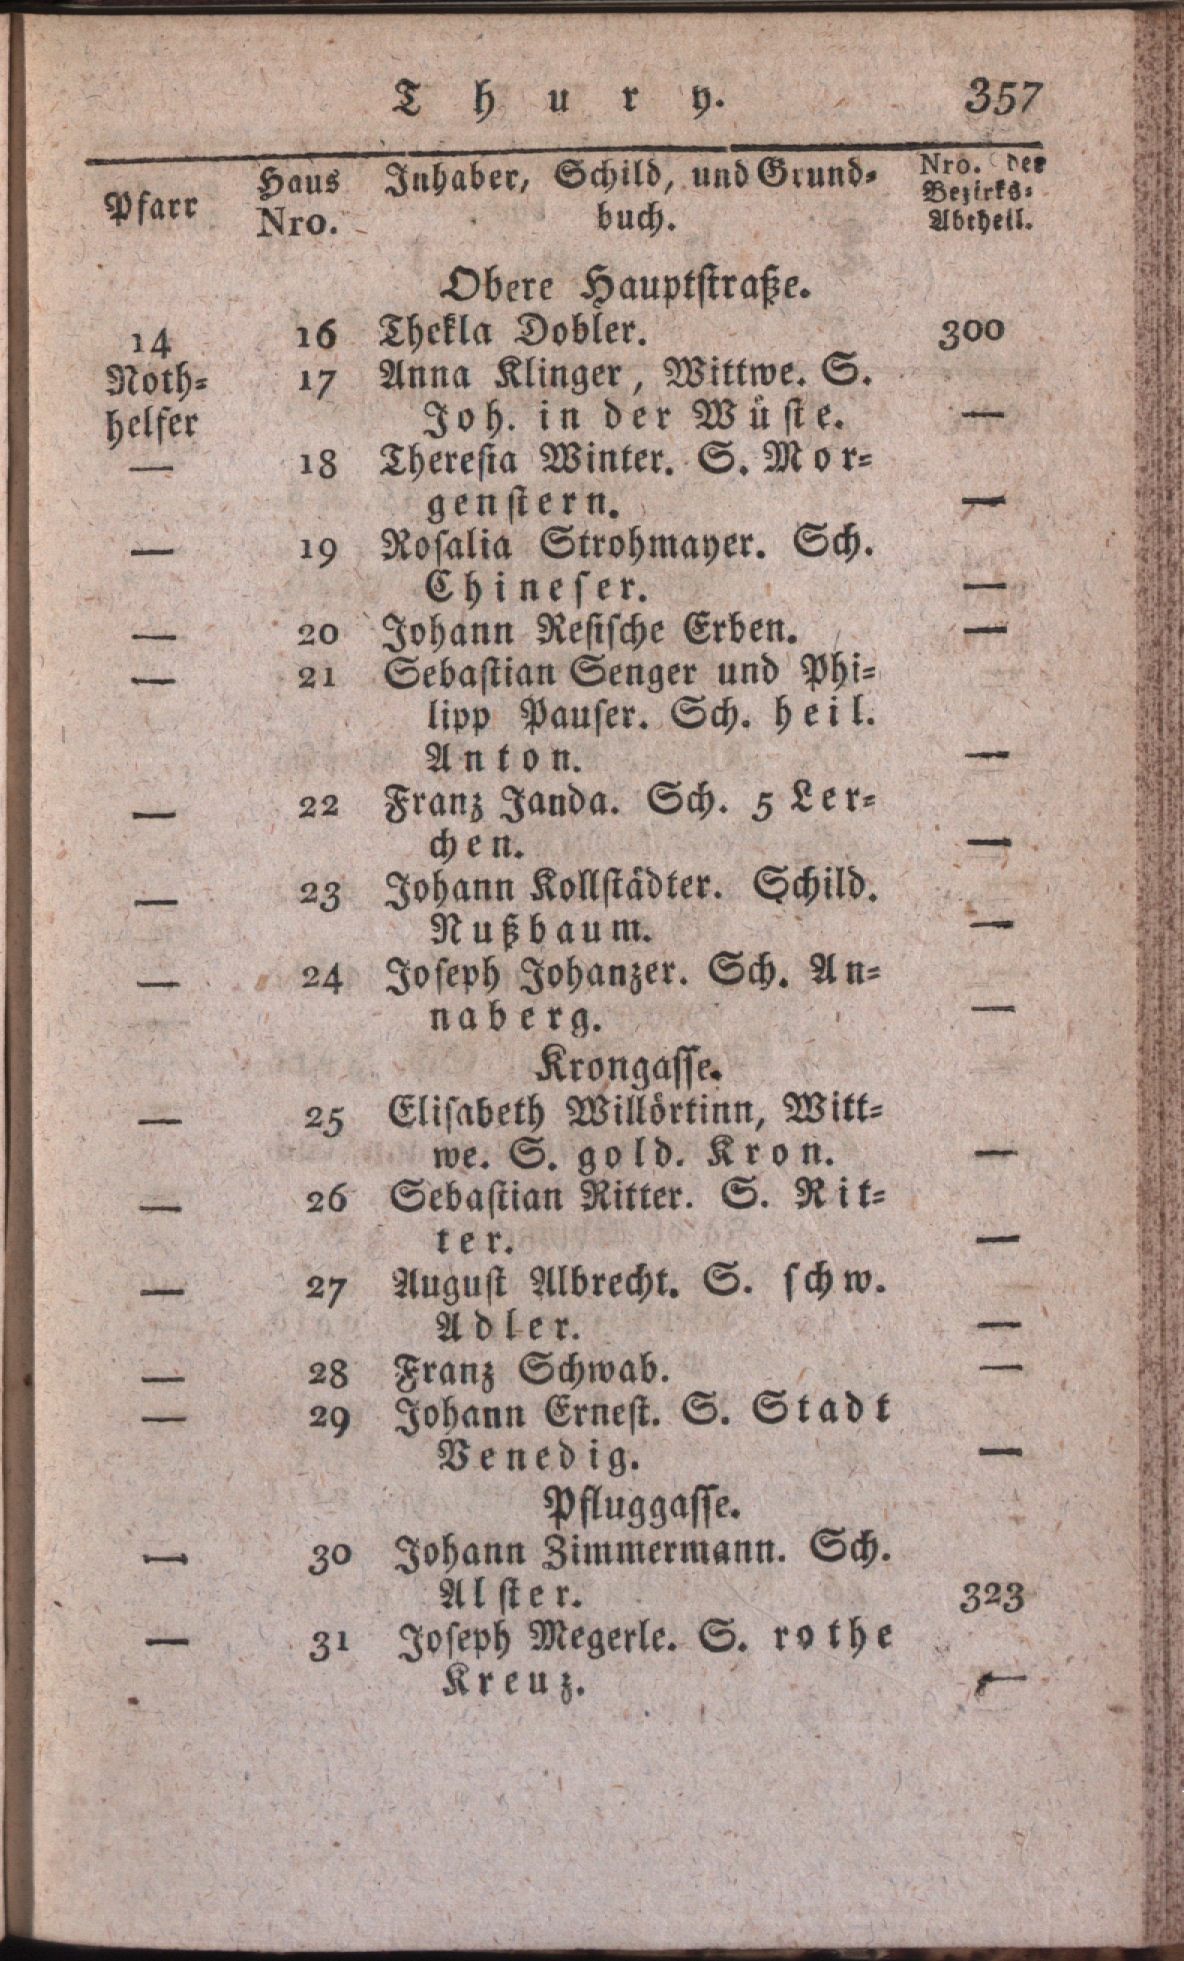 Thury. 357
Pfarr Haus Nro. Inhaber, Schild, und Grund= Nro. der Bezirks= Abtheil.
buch.
Obere Hauptstraße.
14 16 Thekla Dobler. 300
Noth= 17 Anna Klinger, Wittwe. S.
helfer Joh. in der Wüste. —
— 18 Theresia Winter. S. Mor=
genstern. —
— 19 Rosalia Strohmayer. Sch.
Chineser. —
— 20 Johann Resische Erben. —
— 21 Sebastian Senger und Phi=
lipp Pauser. Sch. heil.
Anton. —
— 22 Franz Janda. Sch. 5 Ler=
chen. —
— 23 Johann Kollstädter. Schild.
Nußbaum. —
— 24 Joseph Johanzer. Sch. An=
naberg. —
Krongasse.
— 25 Elisabeth Willörtinn, Witt=
we. S. gold. Kron. —
— 26 Sebastian Ritter. S. Rit=
ter. —
— 27 August Albrecht. S. schw.
Adler. —
— 28 Franz Schwab. —
— 29 Johann Ernest. S. Stadt
Venedig. —
Pfluggasse.
— 30 Johann Zimmermann. Sch.
Alster. 323
— 31 Joseph Megerle. S. rothe
Kreuz. —